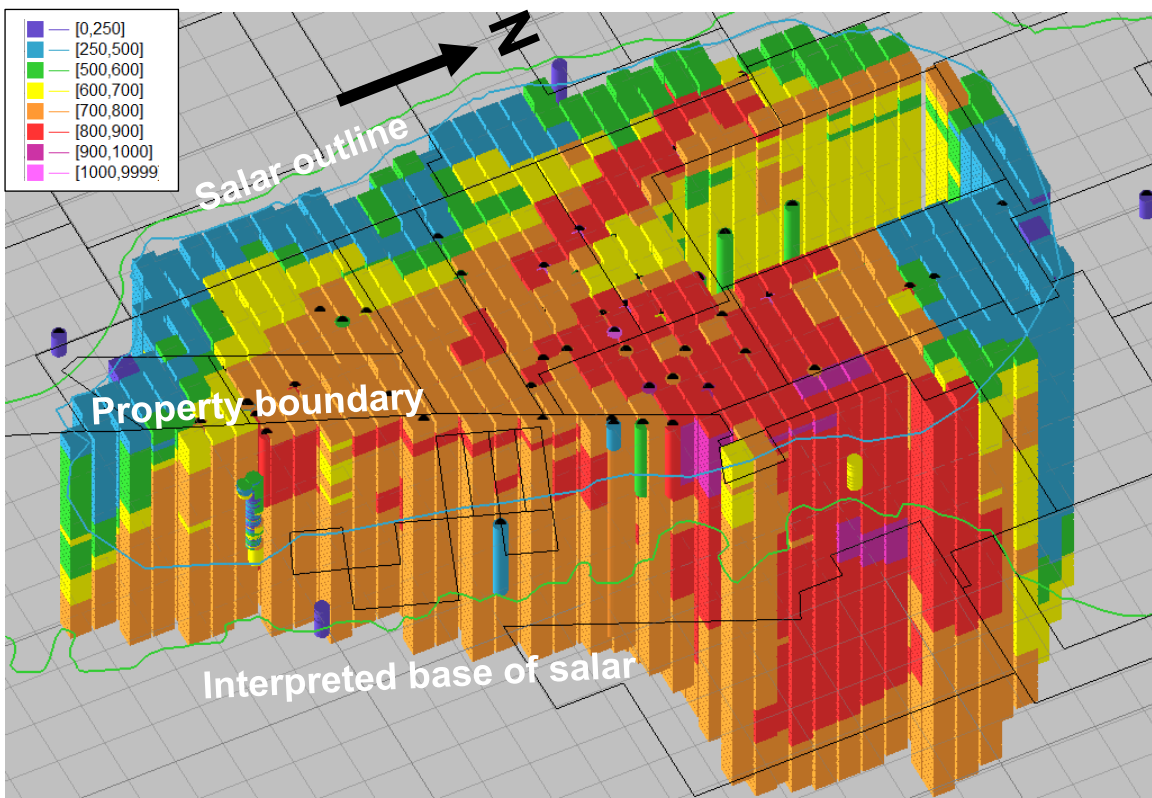 [0,250]
[250,500]
[500,600]
[600,700]
[700,800]
[800,900]
[900,1000]
[1000,9999]
N
Salar outline
Property boundary
Interpreted base of salar